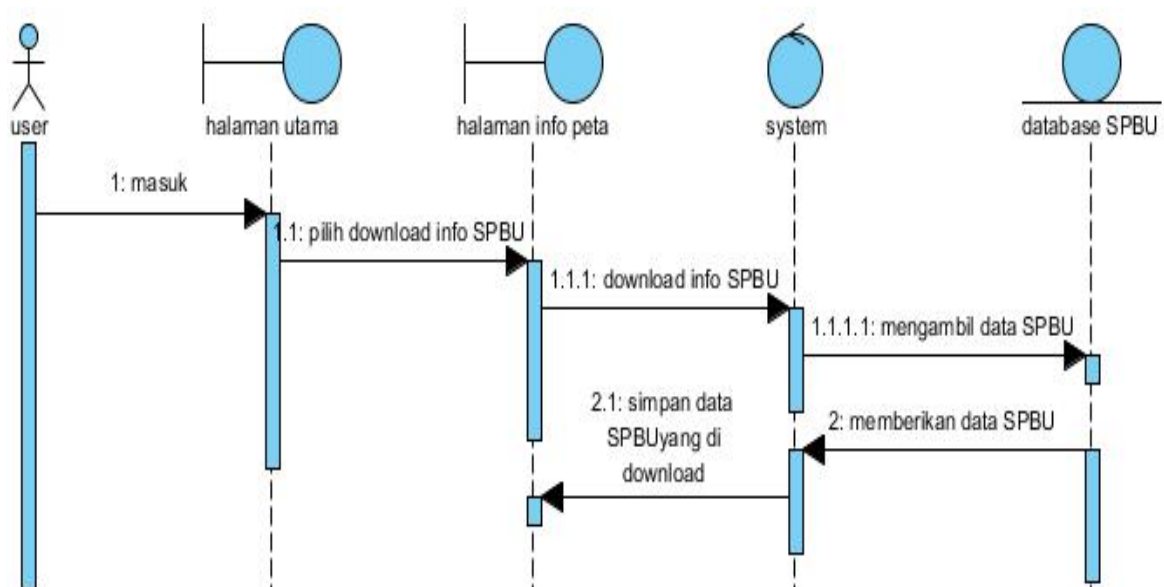 user
halaman utama
halaman info peta
system
database SPBU
1: masuk
1.1: pilih download info SPBU
1.1.1: download info SPBU
1.1.1.1: mengambil data SPBU
2: memberikan data SPBU
2.1: simpan data
SPBUyang di
download